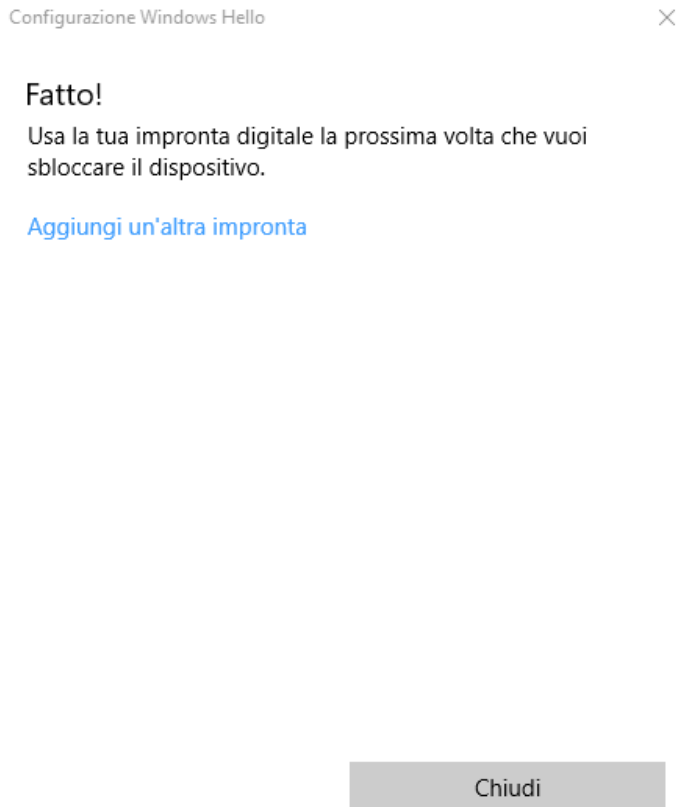 Configurazione Windows Hello
Fatto!
Usa la tua impronta digitale la prossima volta che vuoi
sbloccare il dispositivo.
Aggiungi un'altra impronta
Chiudi